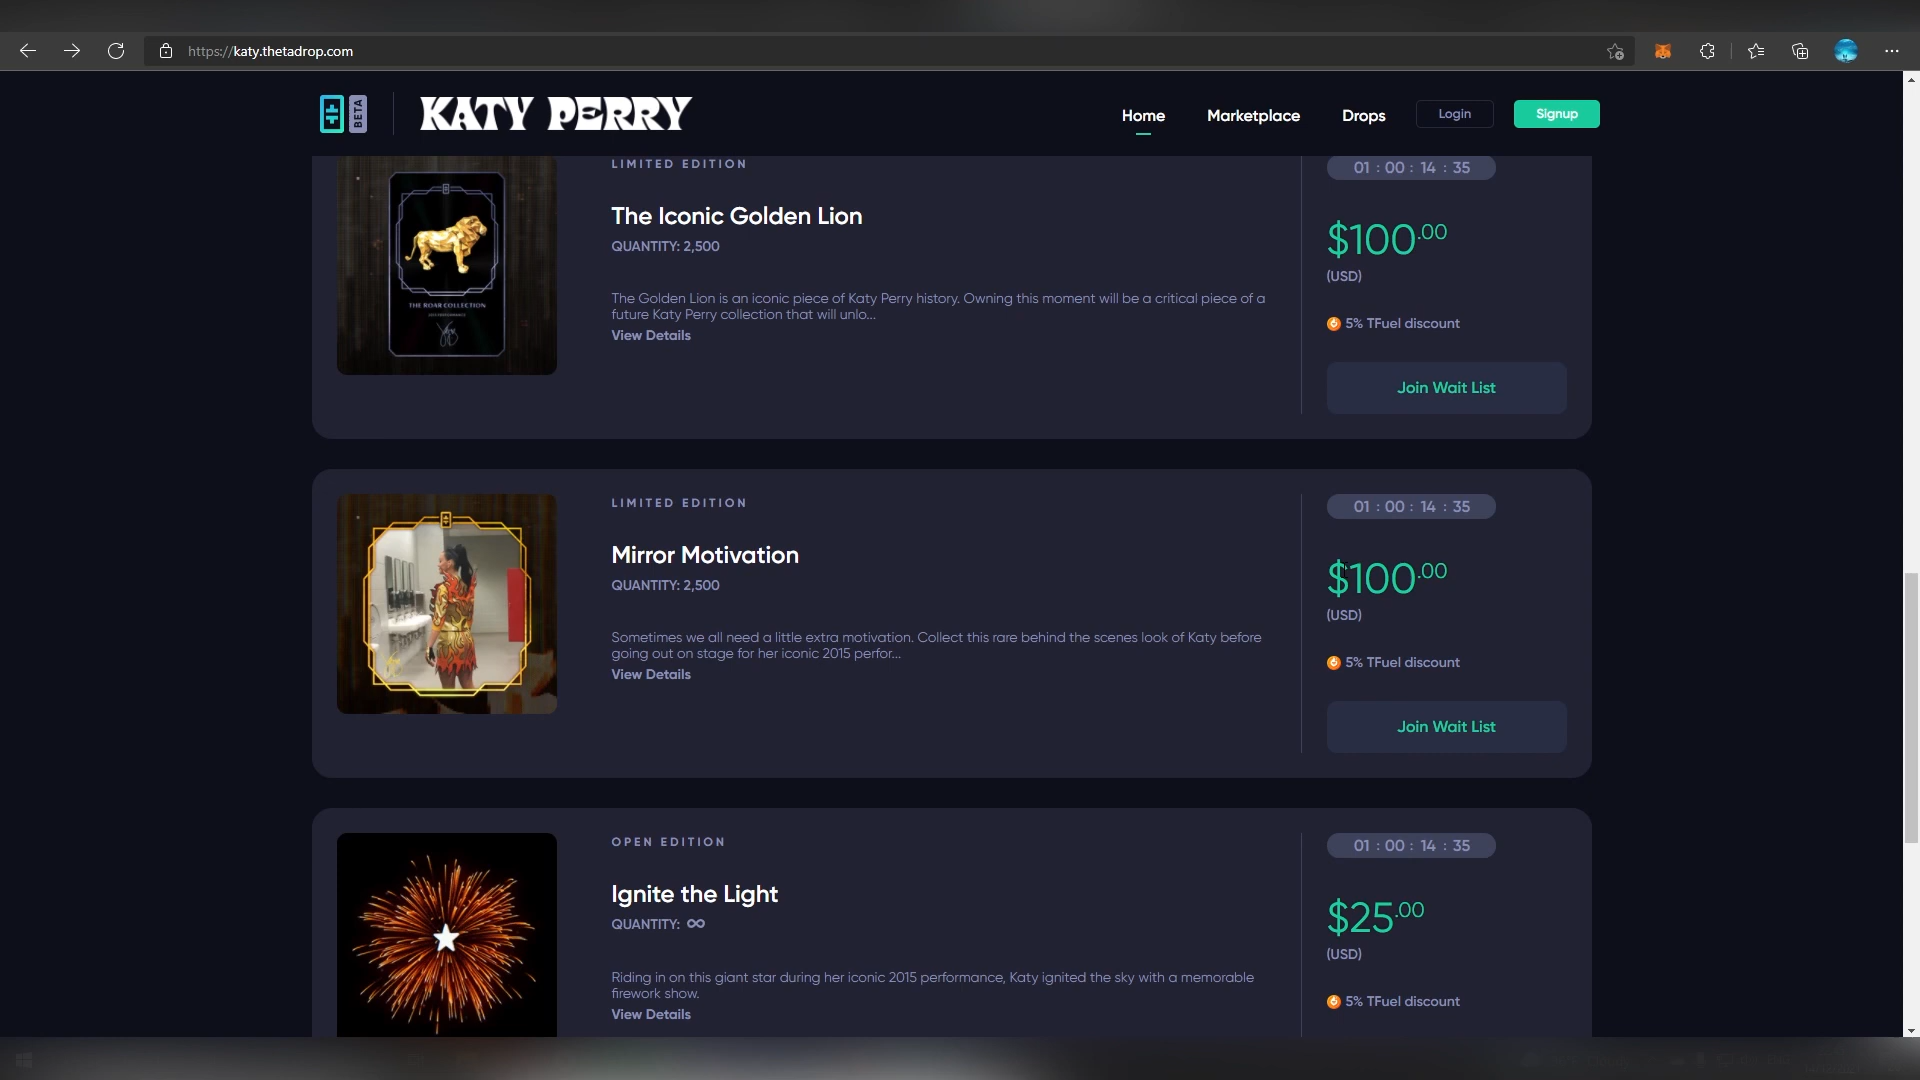 https://katy.thetadrop.com
BETA
KATY PERRY
Home
Marketplace
Drops
Login
Signup
LIMITED EDITION
01 : 00 : 14 : 35
The Iconic Golden Lion
QUANTITY: 2,500
$100.00
(USD)
The Golden Lion is an iconic piece of Katy Perry history. Owning this moment will be a critical piece of a
future Katy Perry collection that will unlo...
View Details
5% TFuel discount
Join Wait List
THE ROAR COLLECTION
LIMITED EDITION
01 : 00 : 14 : 35
Mirror Motivation
QUANTITY: 2,500
$100.00
(USD)
Sometimes we all need a little extra motivation. Collect this rare behind the scenes look of Katy before
going out on stage for her iconic 2015 perfor...
View Details
5% TFuel discount
Join Wait List
OPEN EDITION
01 : 00 : 14 : 35
Ignite the Light
QUANTITY: ∞
$25.00
(USD)
Riding in on this giant star during her iconic 2015 performance, Katy ignited the sky with a memorable
firework show.
View Details
5% TFuel discount